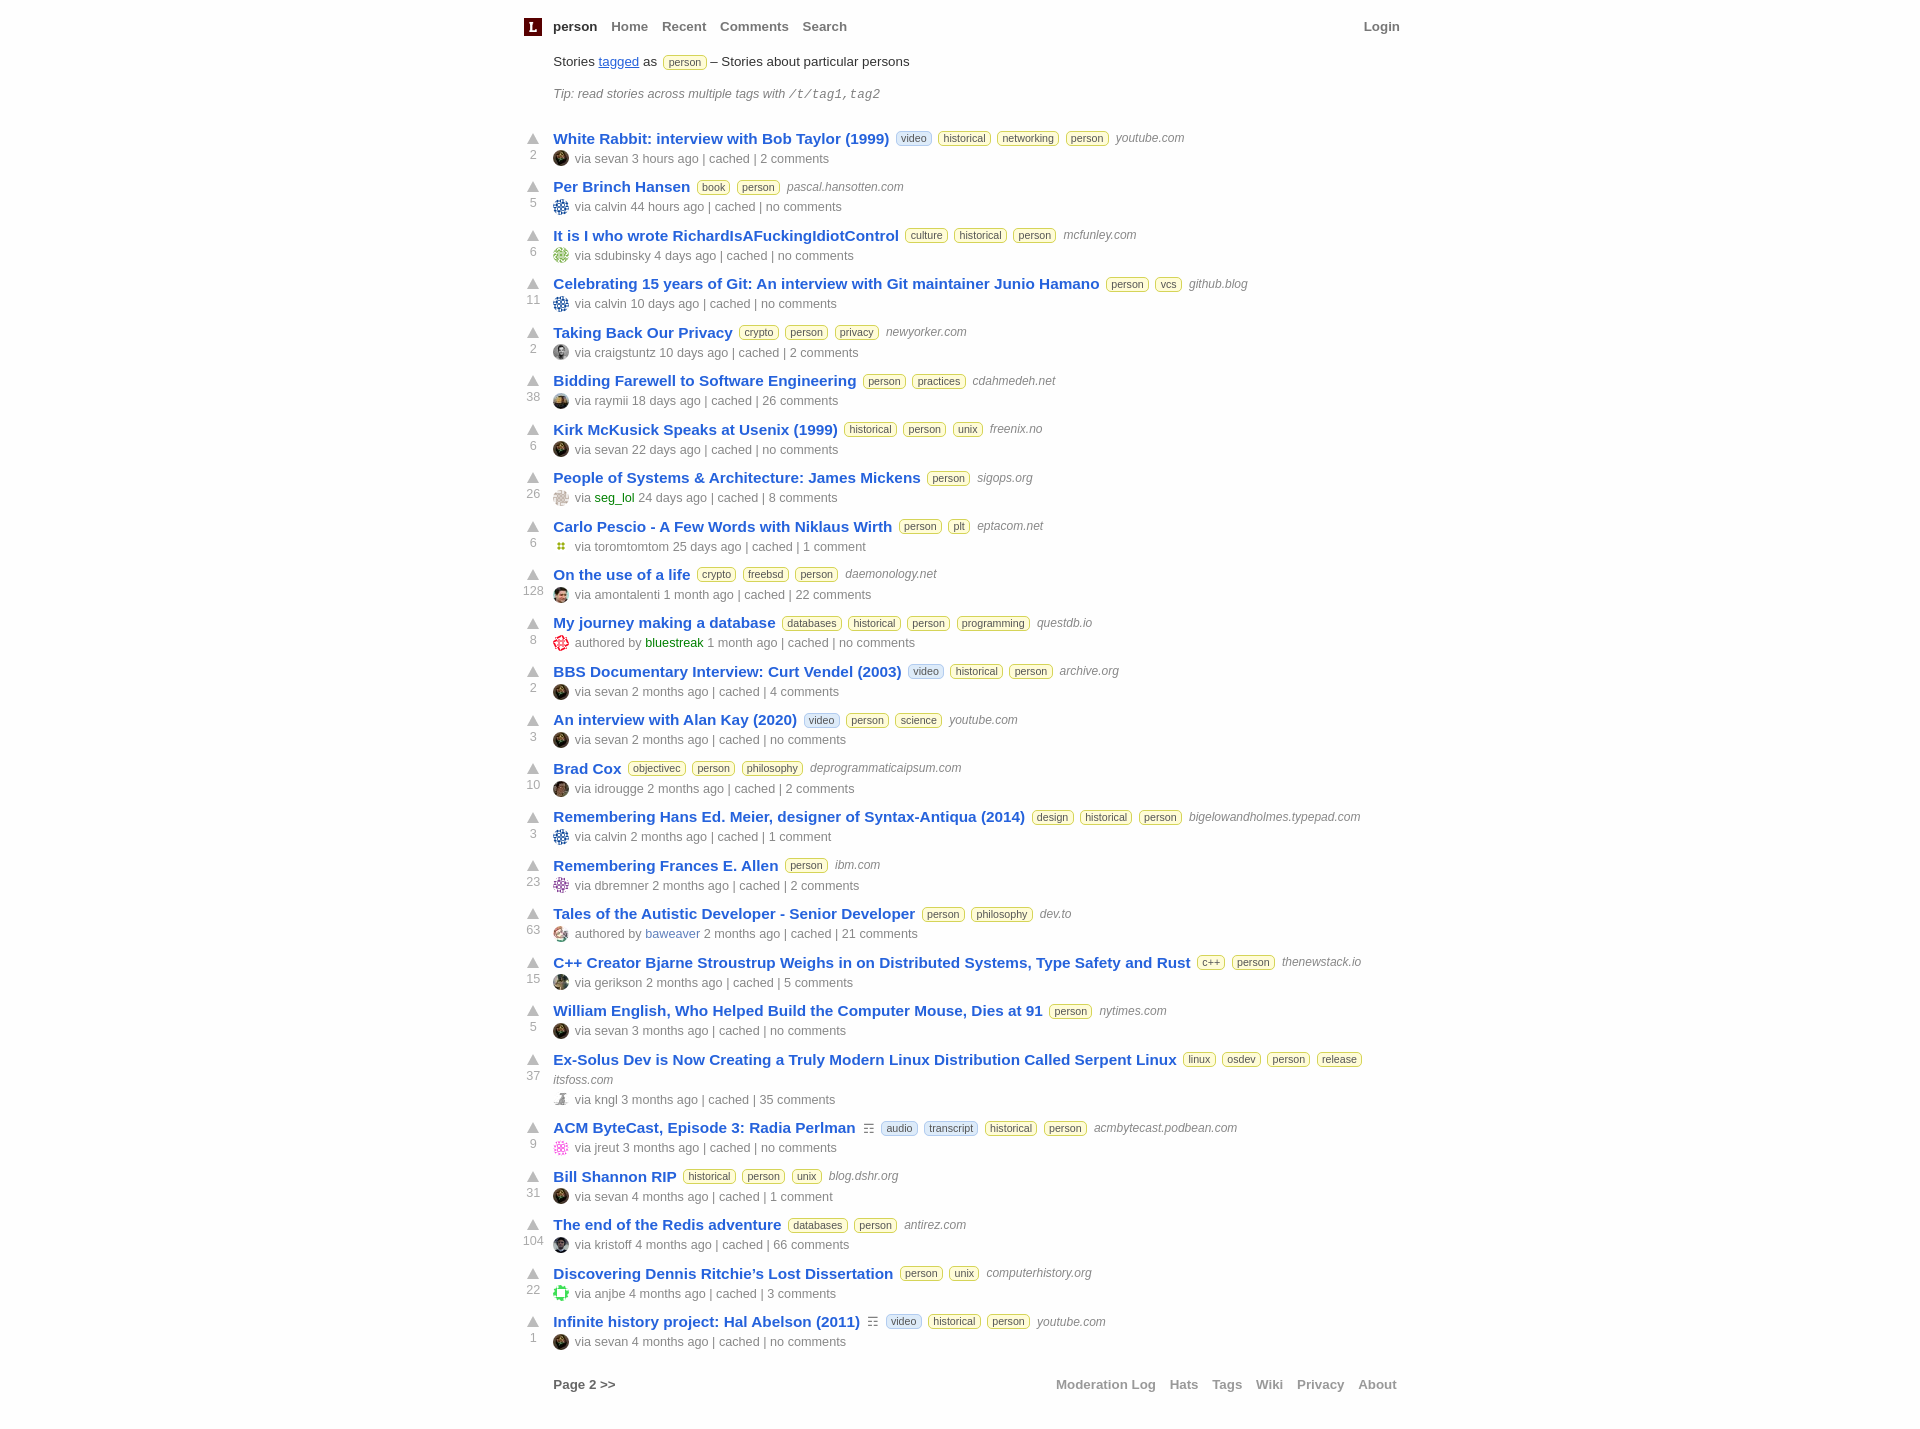 L person Home Recent Comments Search Login
Stories tagged as person – Stories about particular persons
Tip: read stories across multiple tags with /t/tag1,tag2
White Rabbit: interview with Bob Taylor (1999) video historical networking person youtube.com
2 via sevan 3 hours ago | cached | 2 comments
Per Brinch Hansen book person pascal.hansotten.com
5 via calvin 44 hours ago | cached | no comments
It is I who wrote RichardIsAFuckingIdiotControl culture historical person mcfunley.com
6 via sdubinsky 4 days ago | cached | no comments
Celebrating 15 years of Git: An interview with Git maintainer Junio Hamano person vcs github.blog
11 via calvin 10 days ago | cached | no comments
Taking Back Our Privacy crypto person privacy newyorker.com
2 via craigstuntz 10 days ago | cached | 2 comments
Bidding Farewell to Software Engineering person practices cdahmedeh.net
38 via raymii 18 days ago | cached | 26 comments
Kirk McKusick Speaks at Usenix (1999) historical person unix freenix.no
6 via sevan 22 days ago | cached | no comments
People of Systems & Architecture: James Mickens person sigops.org
26 via seg_lol 24 days ago | cached | 8 comments
Carlo Pescio - A Few Words with Niklaus Wirth person plt eptacom.net
6 via toromtomtom 25 days ago | cached | 1 comment
On the use of a life crypto freebsd person daemonology.net
128 via amontalenti 1 month ago | cached | 22 comments
My journey making a database databases historical person programming questdb.io
8 authored by bluestreak 1 month ago | cached | no comments
BBS Documentary Interview: Curt Vendel (2003) video historical person archive.org
2 via sevan 2 months ago | cached | 4 comments
An interview with Alan Kay (2020) video person science youtube.com
3 via sevan 2 months ago | cached | no comments
Brad Cox objectivec person philosophy deprogrammaticaipsum.com
10 via idrougge 2 months ago | cached | 2 comments
Remembering Hans Ed. Meier, designer of Syntax-Antiqua (2014) design historical person bigelowandholmes.typepad.com
3 via calvin 2 months ago | cached | 1 comment
Remembering Frances E. Allen person ibm.com
23 via dbremner 2 months ago | cached | 2 comments
Tales of the Autistic Developer - Senior Developer person philosophy dev.to
63 authored by baweaver 2 months ago | cached | 21 comments
C++ Creator Bjarne Stroustrup Weighs in on Distributed Systems, Type Safety and Rust c++ person thenewstack.io
15 via gerikson 2 months ago | cached | 5 comments
William English, Who Helped Build the Computer Mouse, Dies at 91 person nytimes.com
5 via sevan 3 months ago | cached | no comments
Ex-Solus Dev is Now Creating a Truly Modern Linux Distribution Called Serpent Linux linux osdev person release
37 itsfoss.com
via kngl 3 months ago | cached | 35 comments
ACM ByteCast, Episode 3: Radia Perlman ☶ audio transcript historical person acmbytecast.podbean.com
9 via jreut 3 months ago | cached | no comments
Bill Shannon RIP historical person unix blog.dshr.org
31 via sevan 4 months ago | cached | 1 comment
The end of the Redis adventure databases person antirez.com
104 via kristoff 4 months ago | cached | 66 comments
Discovering Dennis Ritchie’s Lost Dissertation person unix computerhistory.org
22 via anjbe 4 months ago | cached | 3 comments
Infinite history project: Hal Abelson (2011) ☶ video historical person youtube.com
1 via sevan 4 months ago | cached | no comments
Page 2 >> Moderation Log Hats Tags Wiki Privacy About